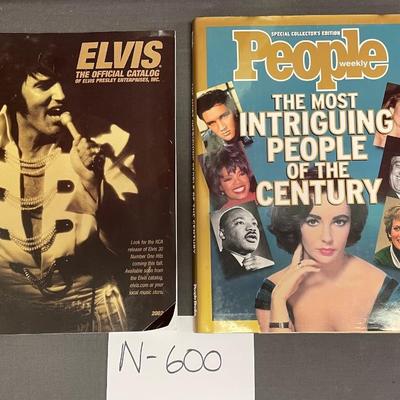 ELVIS
THE OFFICIAL CATALOG
OF ELVIS PRESLEY ENTERPRISES, INC.
Look for the RCA
release of Elvis 30
Number One Hits
coming this fall.
Available soon
from the Elvis catalog,
elvis.com or your
local music store.
2002
SPECIAL COLLECTOR'S EDITION
People
weekly
THE MOST
INTRIGUING
PEOPLE
OF THE
CENTURY
N-600